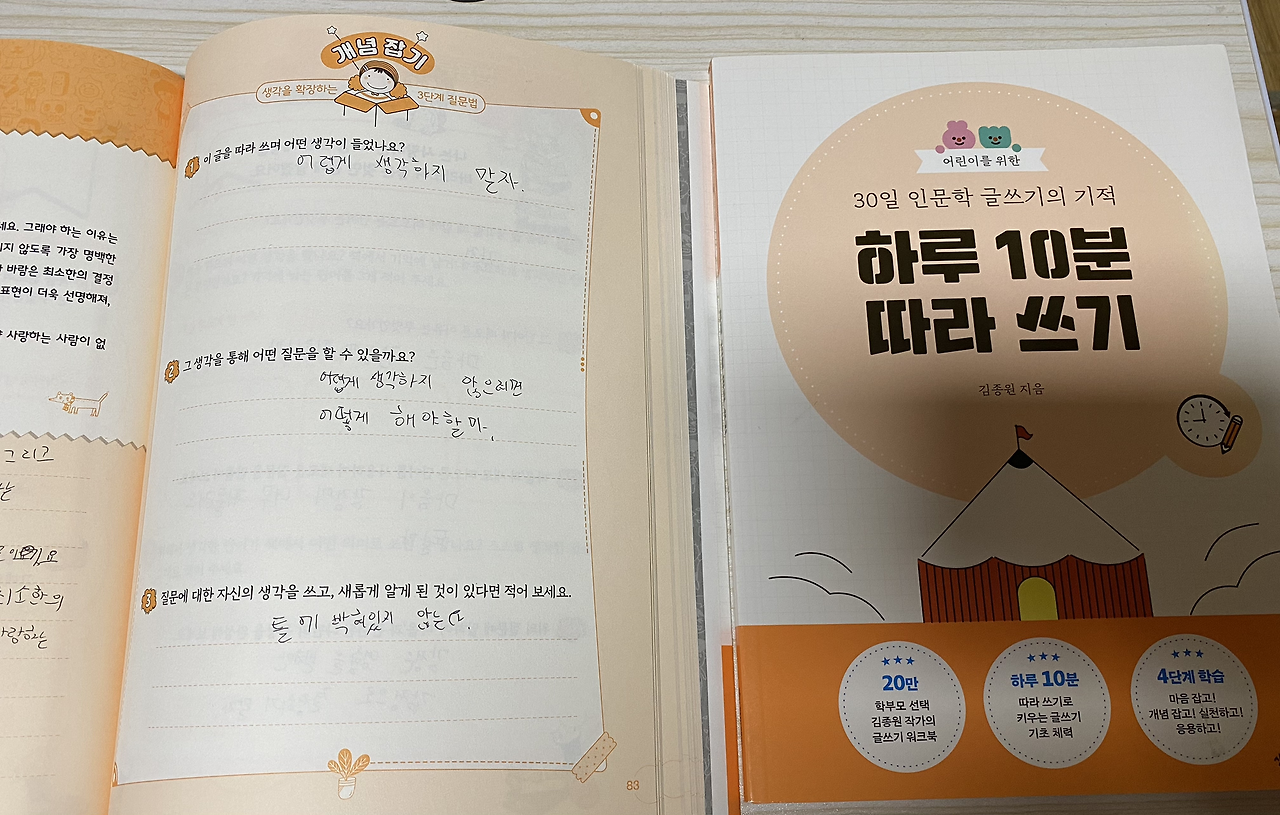 세요. 그래야 하는 이유는
지지 않도록 가장 명백한
바람은 최소한의 결정
표현이 더욱 선명해져,
사랑하는 사람이 없
그리즈
최소한의
사랑하는
개념 잡기
생각을 확장하는 3단계 질문법
1 이 글을 따라 쓰며 어떤 생각이 들었나요?
어렵게 생각하지 말자.
2 그 생각을 통해 어떤 질문을 할 수 있을까요?
어렵게 생각하지 않으려면
어떻게 해야할까.
3 질문에 대한 자신의 생각을 쓰고, 새롭게 알게 된 것이 있다면 적어 보세요.
틀에 박혀있지 않는다.
83
어린이를 위한
30일 인문학 글쓰기의 기적
하루 10분
따라 쓰기
김종원 지음
20만
학부모 선택
김종원 작가의
글쓰기 워크북
하루 10분
따라 쓰기로
키우는 글쓰기
기초 체력
4단계 학습
마음 잡고!
개념 잡고! 실천하고!
응용하고!